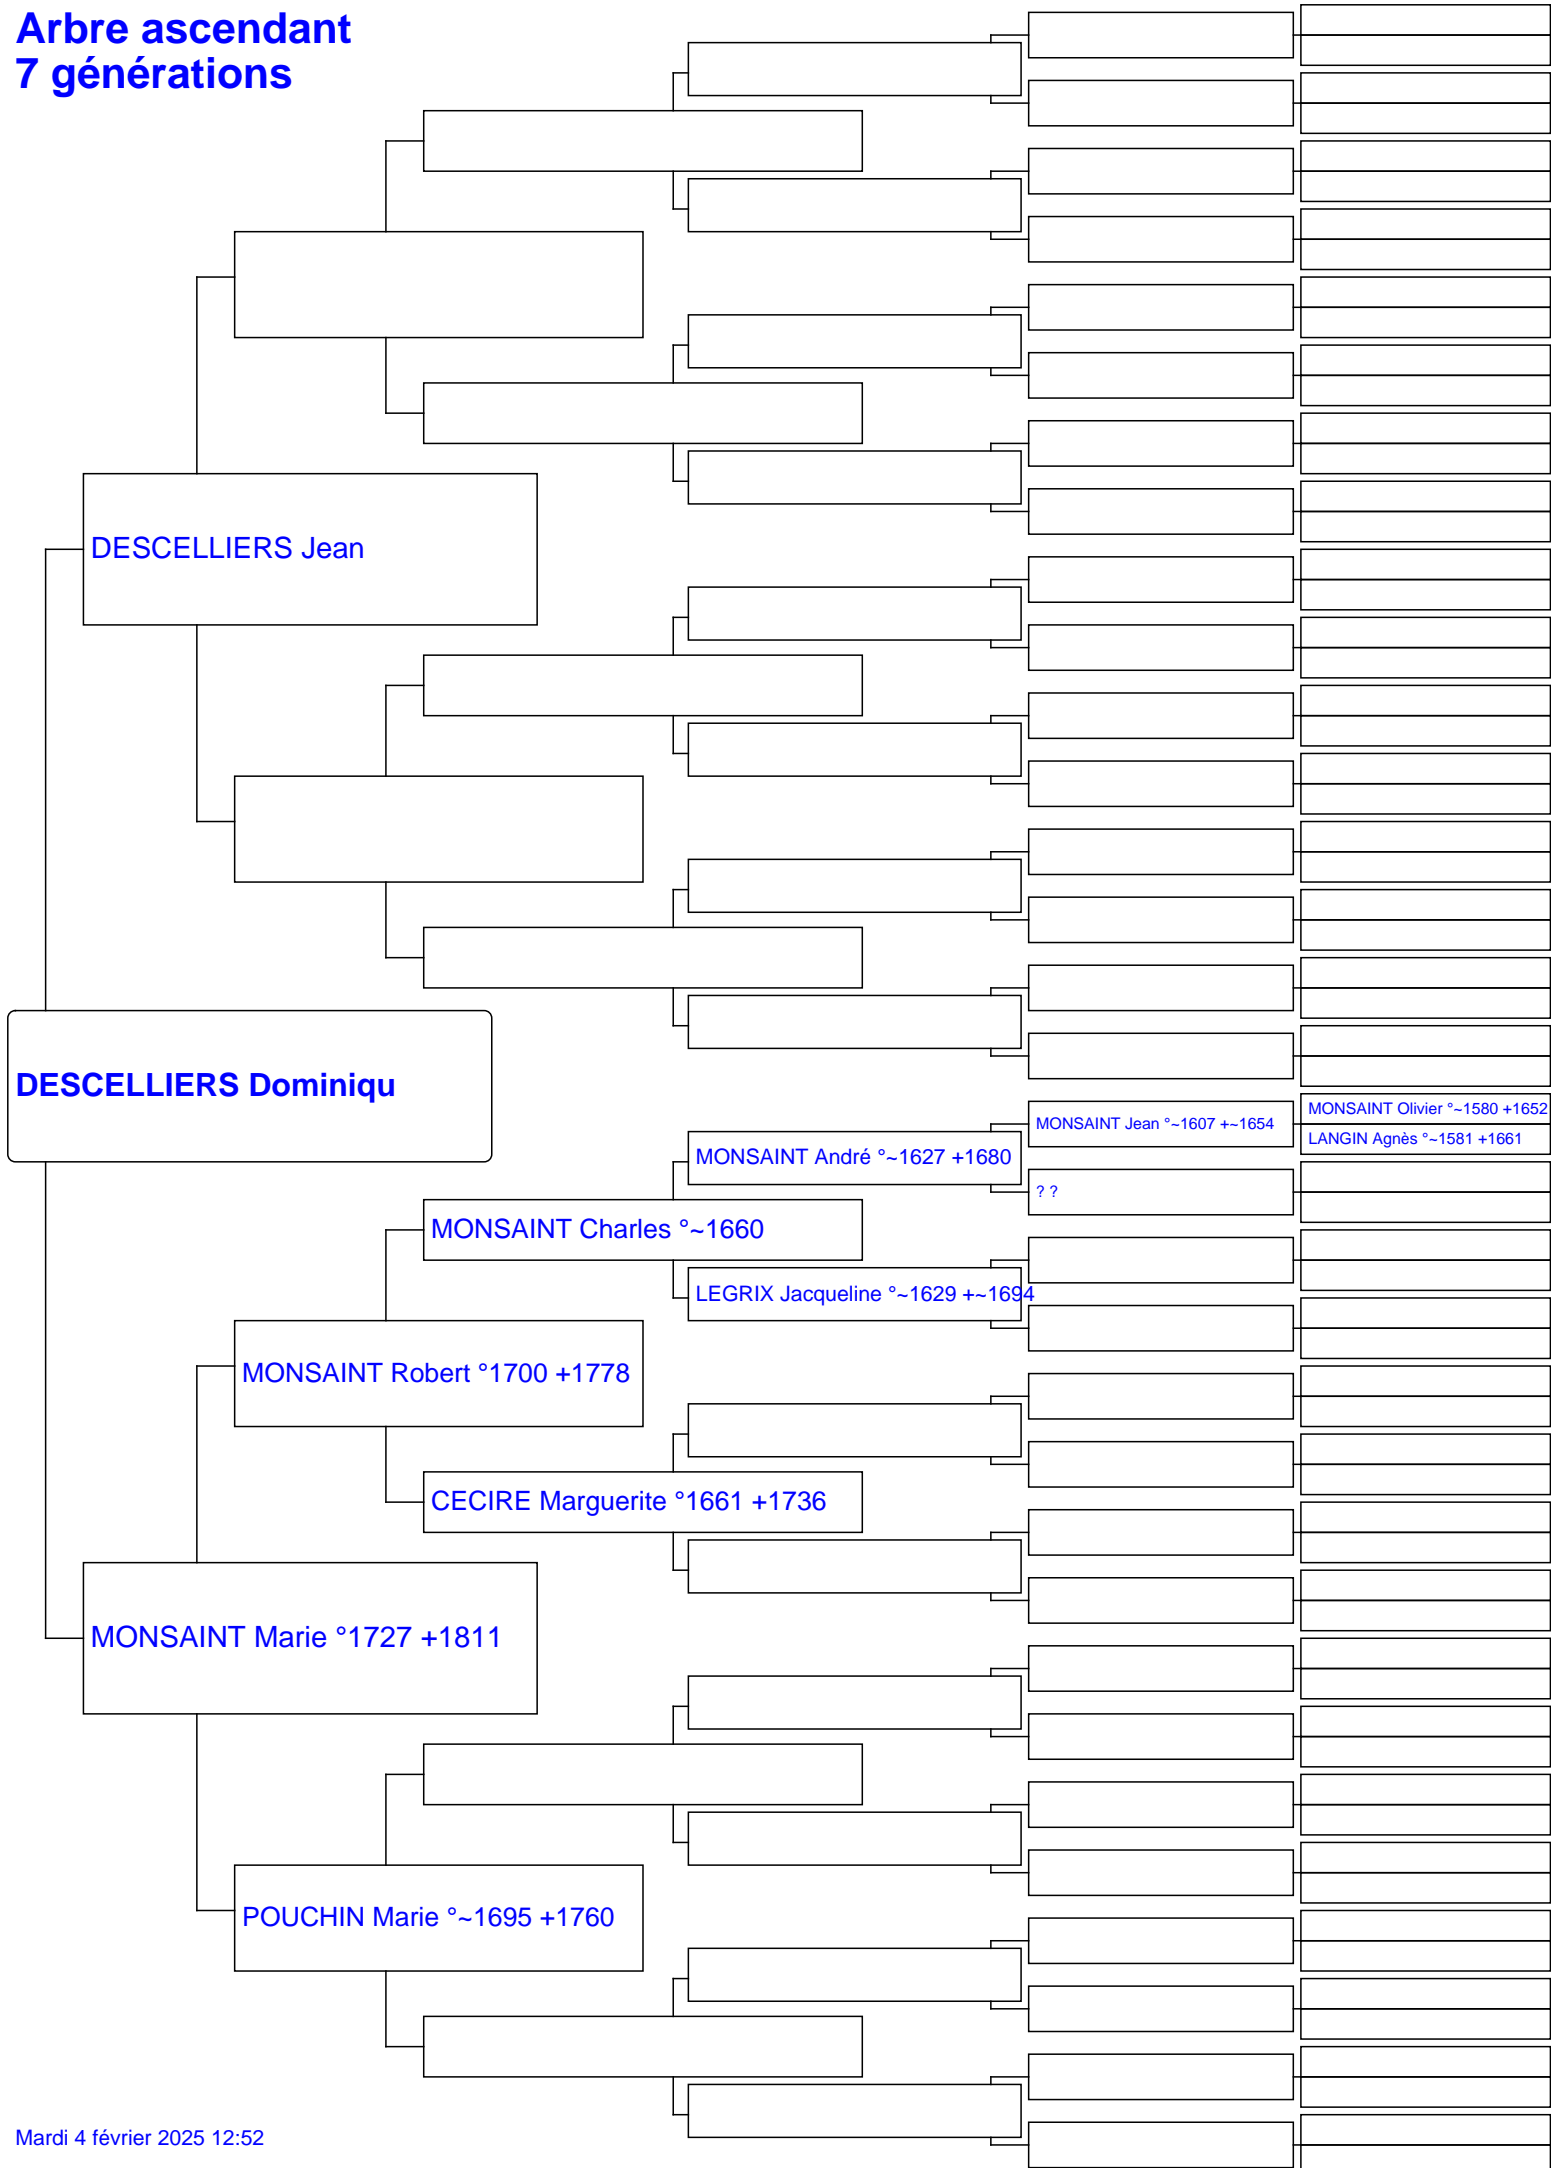 Arbre ascendant
7 générations
DESCELLIERS Jean
DESCELLIERS Dominiqu
MONSAINT Olivier °~1580 +1652
MONSAINT Jean °~1607 +~1654
LANGIN Agnès °~1581 +1661
MONSAINT André °~1627 +1680
? ?
MONSAINT Charles °~1660
LEGRIX Jacqueline °~1629 +~1694
MONSAINT Robert °1700 +1778
CECIRE Marguerite °1661 +1736
MONSAINT Marie °1727 +1811
POUCHIN Marie °~1695 +1760
Mardi 4 février 2025 12:52